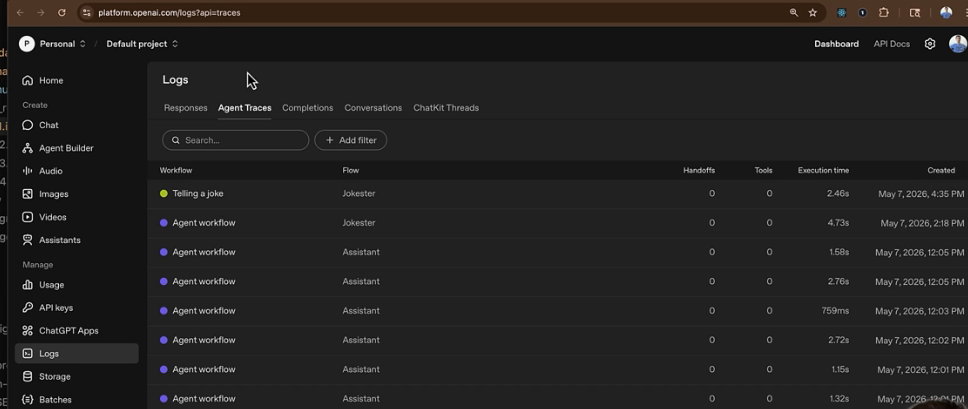 platform.openai.com/logs?api=traces
P Personal / Default project
Dashboard API Docs
Home
Create
Chat
Agent Builder
Audio
Images
Videos
Assistants
Manage
Usage
API keys
ChatGPT Apps
Logs
Storage
Batches
Logs
Responses Agent Traces Completions Conversations ChatKit Threads
Search... + Add filter
Workflow Flow Handoffs Tools Execution time Created
Telling a joke Jokester 0 0 2.46s May 7, 2026, 4:35 PM
Agent workflow Jokester 0 0 4.73s May 7, 2026, 2:18 PM
Agent workflow Assistant 0 0 1.58s May 7, 2026, 12:05 PM
Agent workflow Assistant 0 0 2.76s May 7, 2026, 12:05 PM
Agent workflow Assistant 0 0 759ms May 7, 2026, 12:03 PM
Agent workflow Assistant 0 0 2.72s May 7, 2026, 12:02 PM
Agent workflow Assistant 0 0 1.15s May 7, 2026, 12:01 PM
Agent workflow Assistant 0 0 1.32s May 7, 2026, 12:01 PM